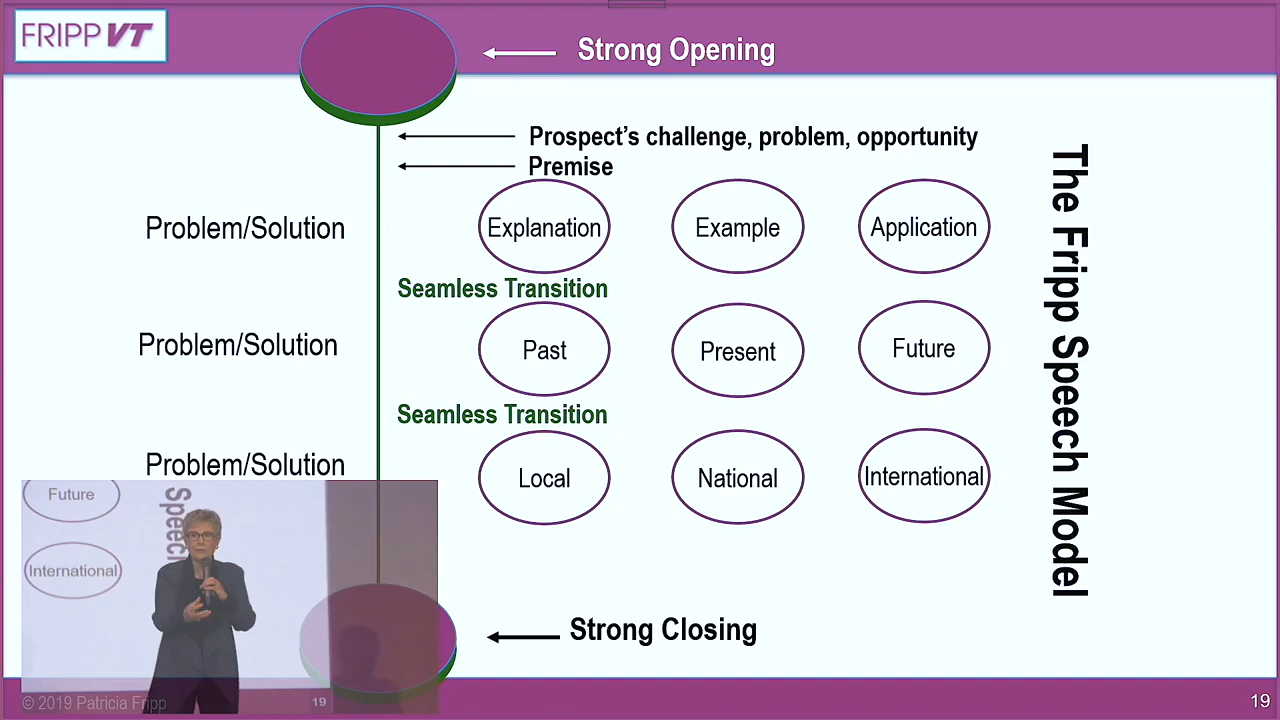 FRIPP VT
Strong Opening
Prospect's challenge, problem, opportunity
Premise
Problem/Solution
Explanation
Example
Application
Seamless Transition
Problem/Solution
Past
Present
Future
Seamless Transition
Problem/Solution
Local
National
International
The Fripp Speech Model
Future
Speech
International
Strong Closing
© 2019 Patricia Fripp
19
19